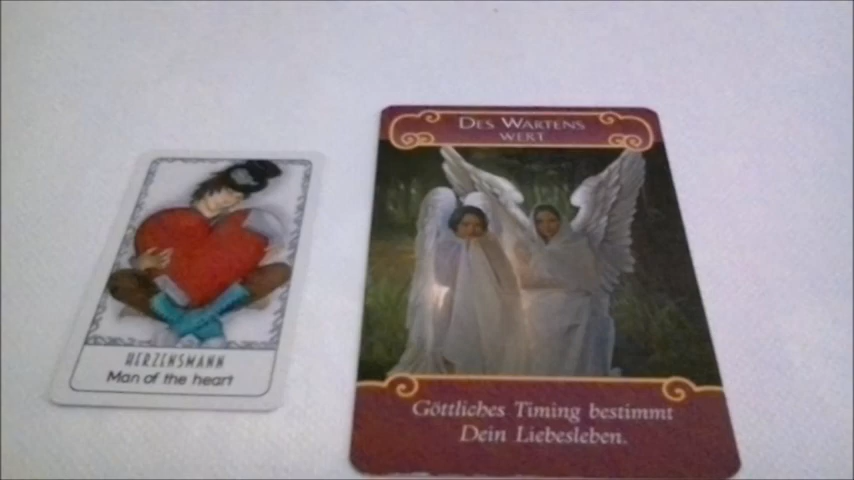 HERZENSMANN
Man of the heart
DES WARTENS
WERT
Göttliches Timing bestimmt
Dein Liebesleben.